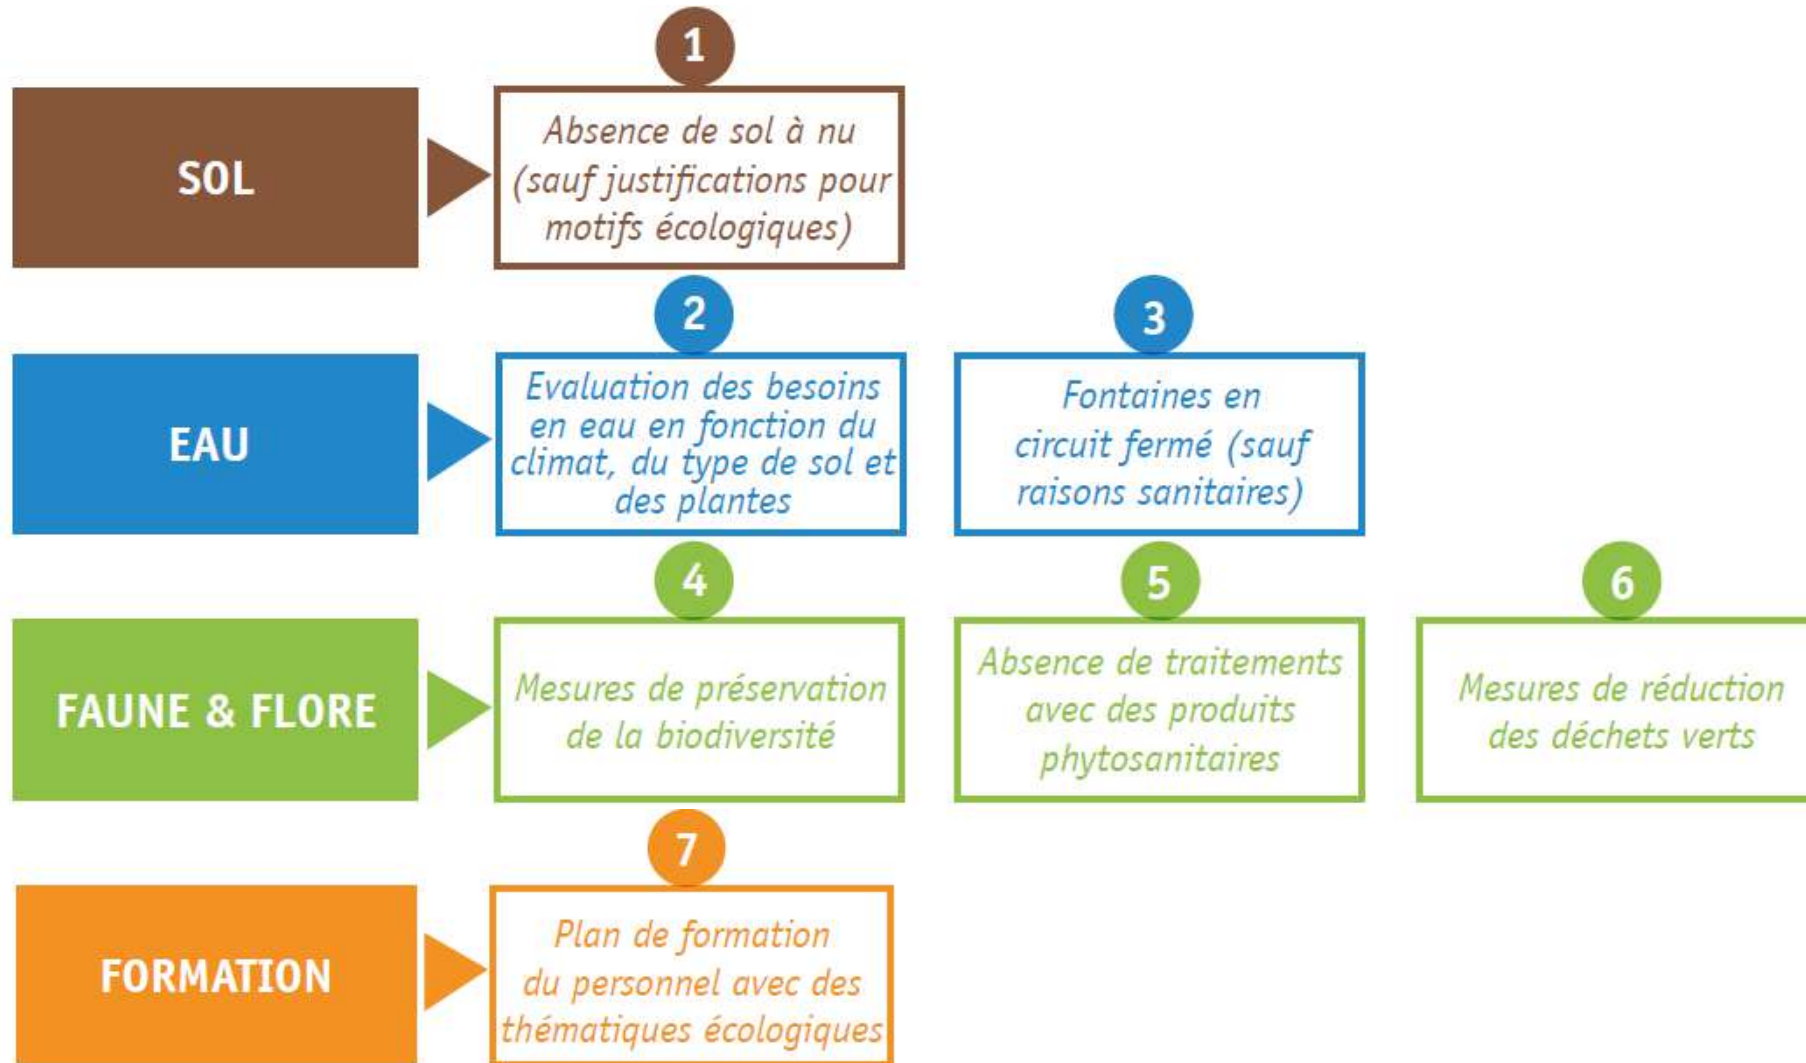 1
SOL
Absence de sol à nu
(sauf justifications pour
motifs écologiques)
2
3
EAU
Evaluation des besoins
en eau en fonction du
climat, du type de sol et
des plantes
Fontaines en
circuit fermé (sauf
raisons sanitaires)
4
5
6
FAUNE & FLORE
Mesures de préservation
de la biodiversité
Absence de traitements
avec des produits
phytosanitaires
Mesures de réduction
des déchets verts
7
FORMATION
Plan de formation
du personnel avec des
thématiques écologiques